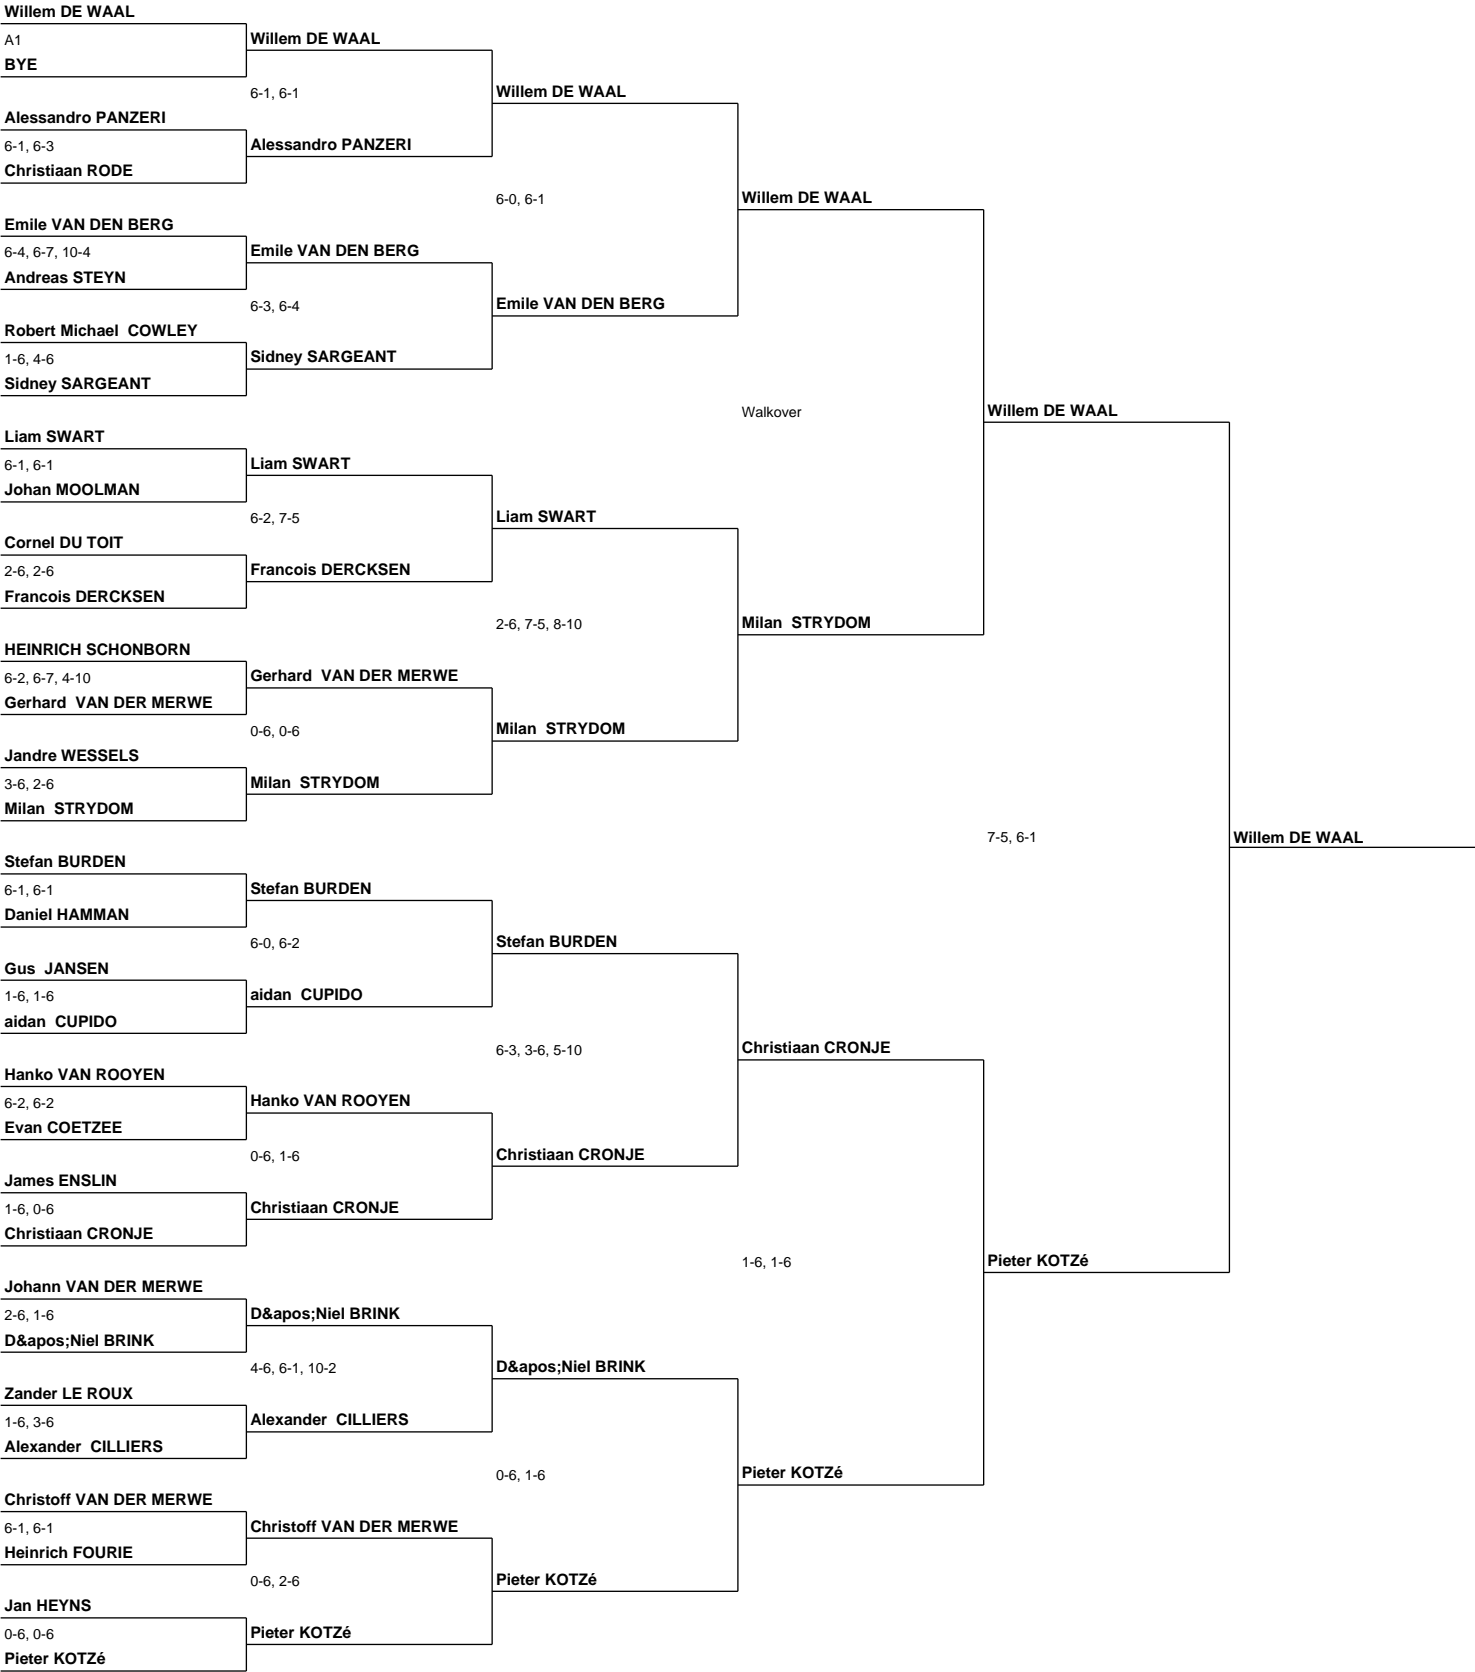 Willem DE WAAL
A1
BYE
Willem DE WAAL
6-1, 6-1
Willem DE WAAL
Alessandro PANZERI
6-1, 6-3
Christiaan RODE
Alessandro PANZERI
6-0, 6-1
Willem DE WAAL
Emile VAN DEN BERG
6-4, 6-7, 10-4
Andreas STEYN
Emile VAN DEN BERG
6-3, 6-4
Emile VAN DEN BERG
Robert Michael  COWLEY
1-6, 4-6
Sidney SARGEANT
Sidney SARGEANT
Walkover
Willem DE WAAL
Liam SWART
6-1, 6-1
Johan MOOLMAN
Liam SWART
6-2, 7-5
Liam SWART
Cornel DU TOIT
2-6, 2-6
Francois DERCKSEN
Francois DERCKSEN
2-6, 7-5, 8-10
Milan  STRYDOM
HEINRICH SCHONBORN
6-2, 6-7, 4-10
Gerhard  VAN DER MERWE
Gerhard  VAN DER MERWE
0-6, 0-6
Milan  STRYDOM
Jandre WESSELS
3-6, 2-6
Milan  STRYDOM
Milan  STRYDOM
7-5, 6-1
Willem DE WAAL
Stefan BURDEN
6-1, 6-1
Daniel HAMMAN
Stefan BURDEN
6-0, 6-2
Stefan BURDEN
Gus  JANSEN
1-6, 1-6
aidan  CUPIDO
aidan  CUPIDO
6-3, 3-6, 5-10
Christiaan CRONJE
Hanko VAN ROOYEN
6-2, 6-2
Evan COETZEE
Hanko VAN ROOYEN
0-6, 1-6
Christiaan CRONJE
James ENSLIN
1-6, 0-6
Christiaan CRONJE
Christiaan CRONJE
1-6, 1-6
Pieter KOTZé
Johann VAN DER MERWE
2-6, 1-6
D&apos;Niel BRINK
D&apos;Niel BRINK
4-6, 6-1, 10-2
D&apos;Niel BRINK
Zander LE ROUX
1-6, 3-6
Alexander  CILLIERS
Alexander  CILLIERS
0-6, 1-6
Pieter KOTZé
Christoff VAN DER MERWE
6-1, 6-1
Heinrich FOURIE
Christoff VAN DER MERWE
0-6, 2-6
Pieter KOTZé
Jan HEYNS
0-6, 0-6
Pieter KOTZé
Pieter KOTZé